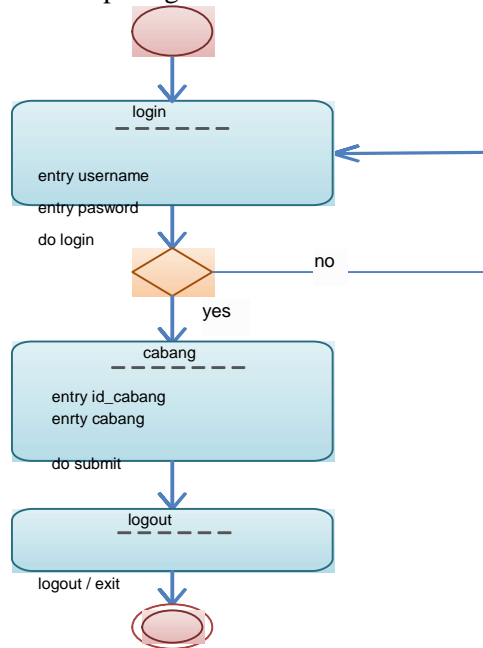 login
entry username
entry pasword
do login
no
yes
cabang
entry id_cabang
enrty cabang
do submit
logout
logout / exit